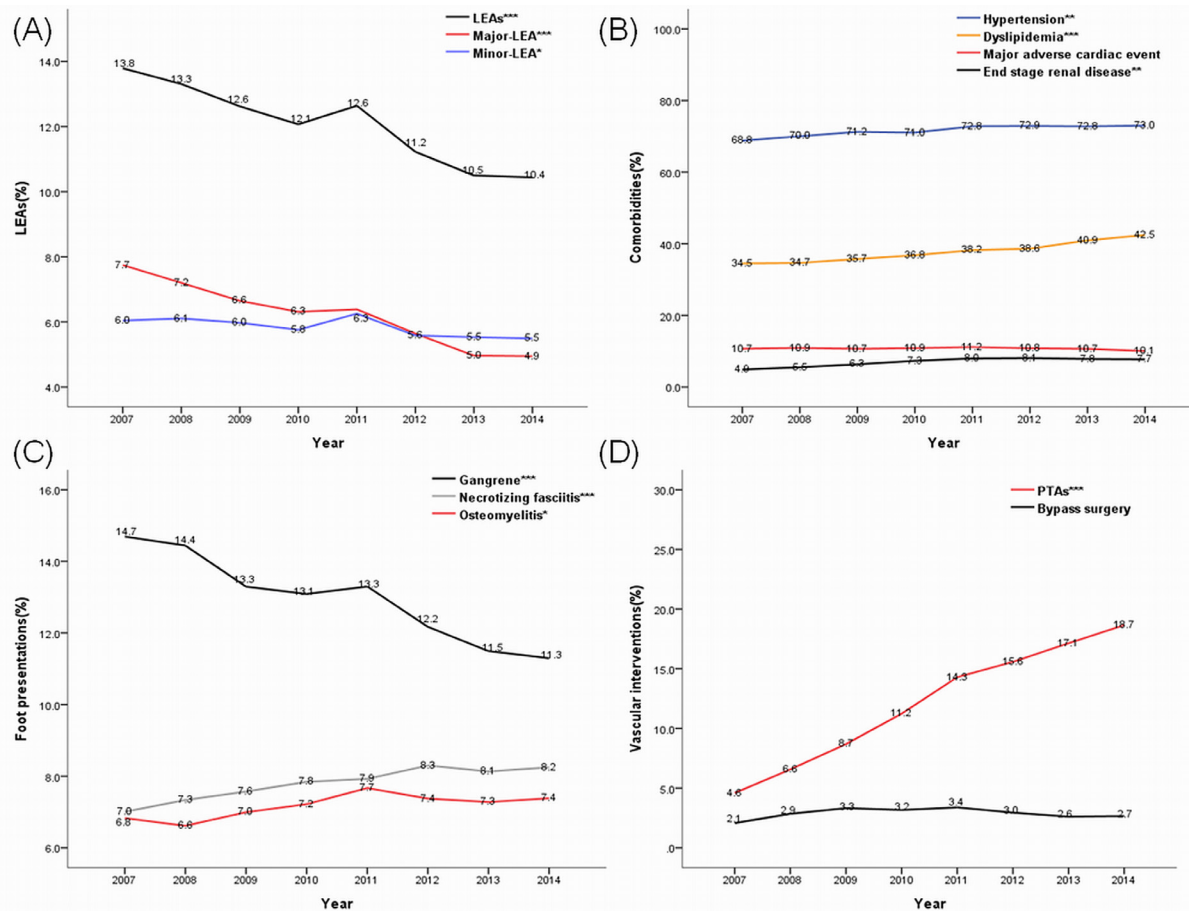 (A)
LEAs***
Major-LEA***
Minor-LEA*
LEAs(%)
14.0
12.0
10.0
8.0
6.0
4.0
13.8 13.3 12.6 12.1 12.6 11.2 10.5 10.4
7.7 7.2 6.6 6.3 5.6 5.0 4.9
6.0 6.1 6.0 5.8 6.3 5.5 5.5
2007 2008 2009 2010 2011 2012 2013 2014
Year
(B)
Hypertension**
Dyslipidemia***
Major adverse cardiac event
End stage renal disease**
Comorbidities(%)
100.0
80.0
60.0
40.0
20.0
0.0
68.8 70.0 71.2 71.0 72.8 72.9 72.8 73.0
34.5 34.7 35.7 36.8 38.2 38.6 40.9 42.5
10.7 10.9 10.7 10.9 11.2 10.8 10.7 10.1
4.9 5.5 6.3 7.3 8.0 8.1 7.8 7.7
2007 2008 2009 2010 2011 2012 2013 2014
Year
(C)
Gangrene***
Necrotizing fasciitis***
Osteomyelitis*
Foot presentations(%)
16.0
14.0
12.0
10.0
8.0
6.0
14.7 14.4 13.3 13.1 13.3 12.2 11.5 11.3
7.0 7.3 7.6 7.8 7.9 8.3 8.1 8.2
6.8 6.6 7.0 7.2 7.7 7.4 7.3 7.4
2007 2008 2009 2010 2011 2012 2013 2014
Year
(D)
PTAs***
Bypass surgery
Vascular interventions(%)
30.0
25.0
20.0
15.0
10.0
5.0
.0
4.6 6.6 8.7 11.2 14.3 15.6 17.1 18.7
2.1 2.9 3.3 3.2 3.4 3.0 2.6 2.7
2007 2008 2009 2010 2011 2012 2013 2014
Year